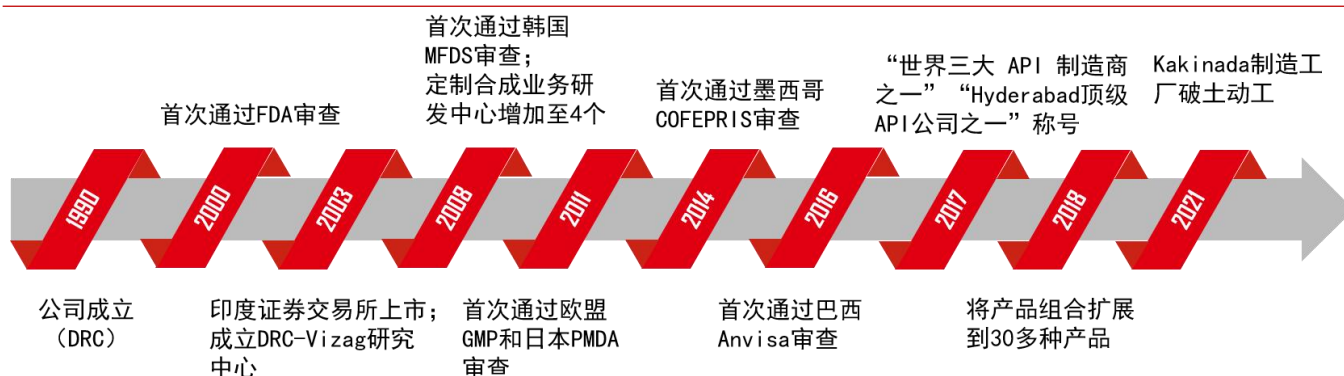 首次通过韩国
MFDS审查；
定制合成业务研
发中心增加至4个
首次通过FDA审查
首次通过墨西哥
COFEPRIS审查
“世界三大 API 制造商
之一”“Hyderabad顶级
API公司之一”称号
Kakinada制造工
厂破土动工
1990
2000
2003
2008
2011
2014
2016
2017
2018
2021
公司成立
（DRC）
印度证券交易所上市；
成立DRC-Vizag研究
中心
首次通过欧盟
GMP和日本PMDA
审查
首次通过巴西
Anvisa审查
将产品组合扩展
到30多种产品